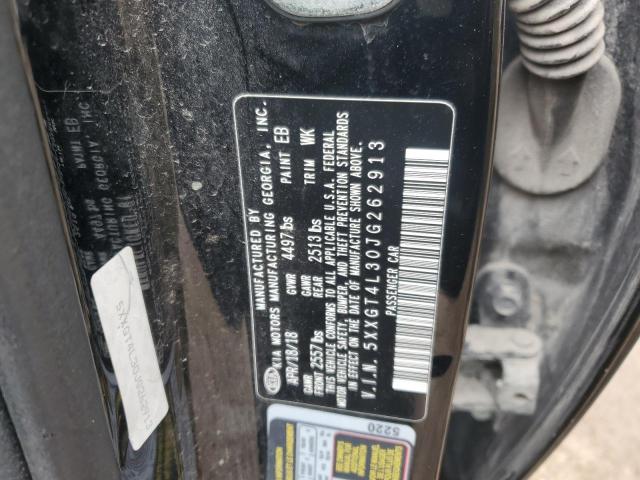 MANUFACTURED BY
KIA MOTORS MANUFACTURING GEORGIA, INC.
APR/18/18 GVWR 4497lbs PAINT EB
GAWR FRONT 2557lbs GAWR REAR 2513lbs TRIM WK
THIS VEHICLE CONFORMS TO ALL APPLICABLE U.S.A. FEDERAL
MOTOR VEHICLE SAFETY, BUMPER, AND THEFT PREVENTION STANDARDS
IN EFFECT ON THE DATE OF MANUFACTURE SHOWN ABOVE.
V.I.N. 5XXGT4L30JG262913
PASSENGER CAR
5220